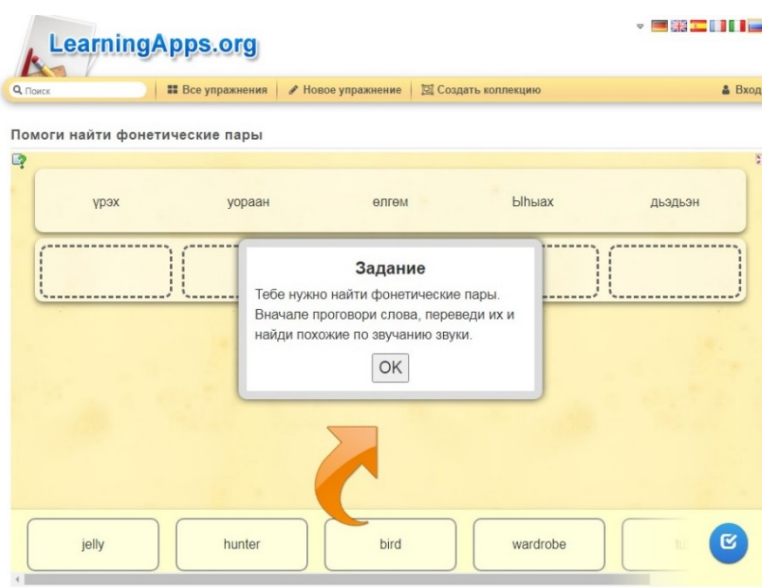 LearningApps.org
Поиск Все упражнения Новое упражнение Создать коллекцию Вход
Помоги найти фонетические пары
үрэх уораан өлгөм Ыһыах дьэдьэн
Задание
Тебе нужно найти фонетические пары.
Вначале проговори слова, переведи их и
найди похожие по звучанию звуки.
OK
jelly hunter bird wardrobe